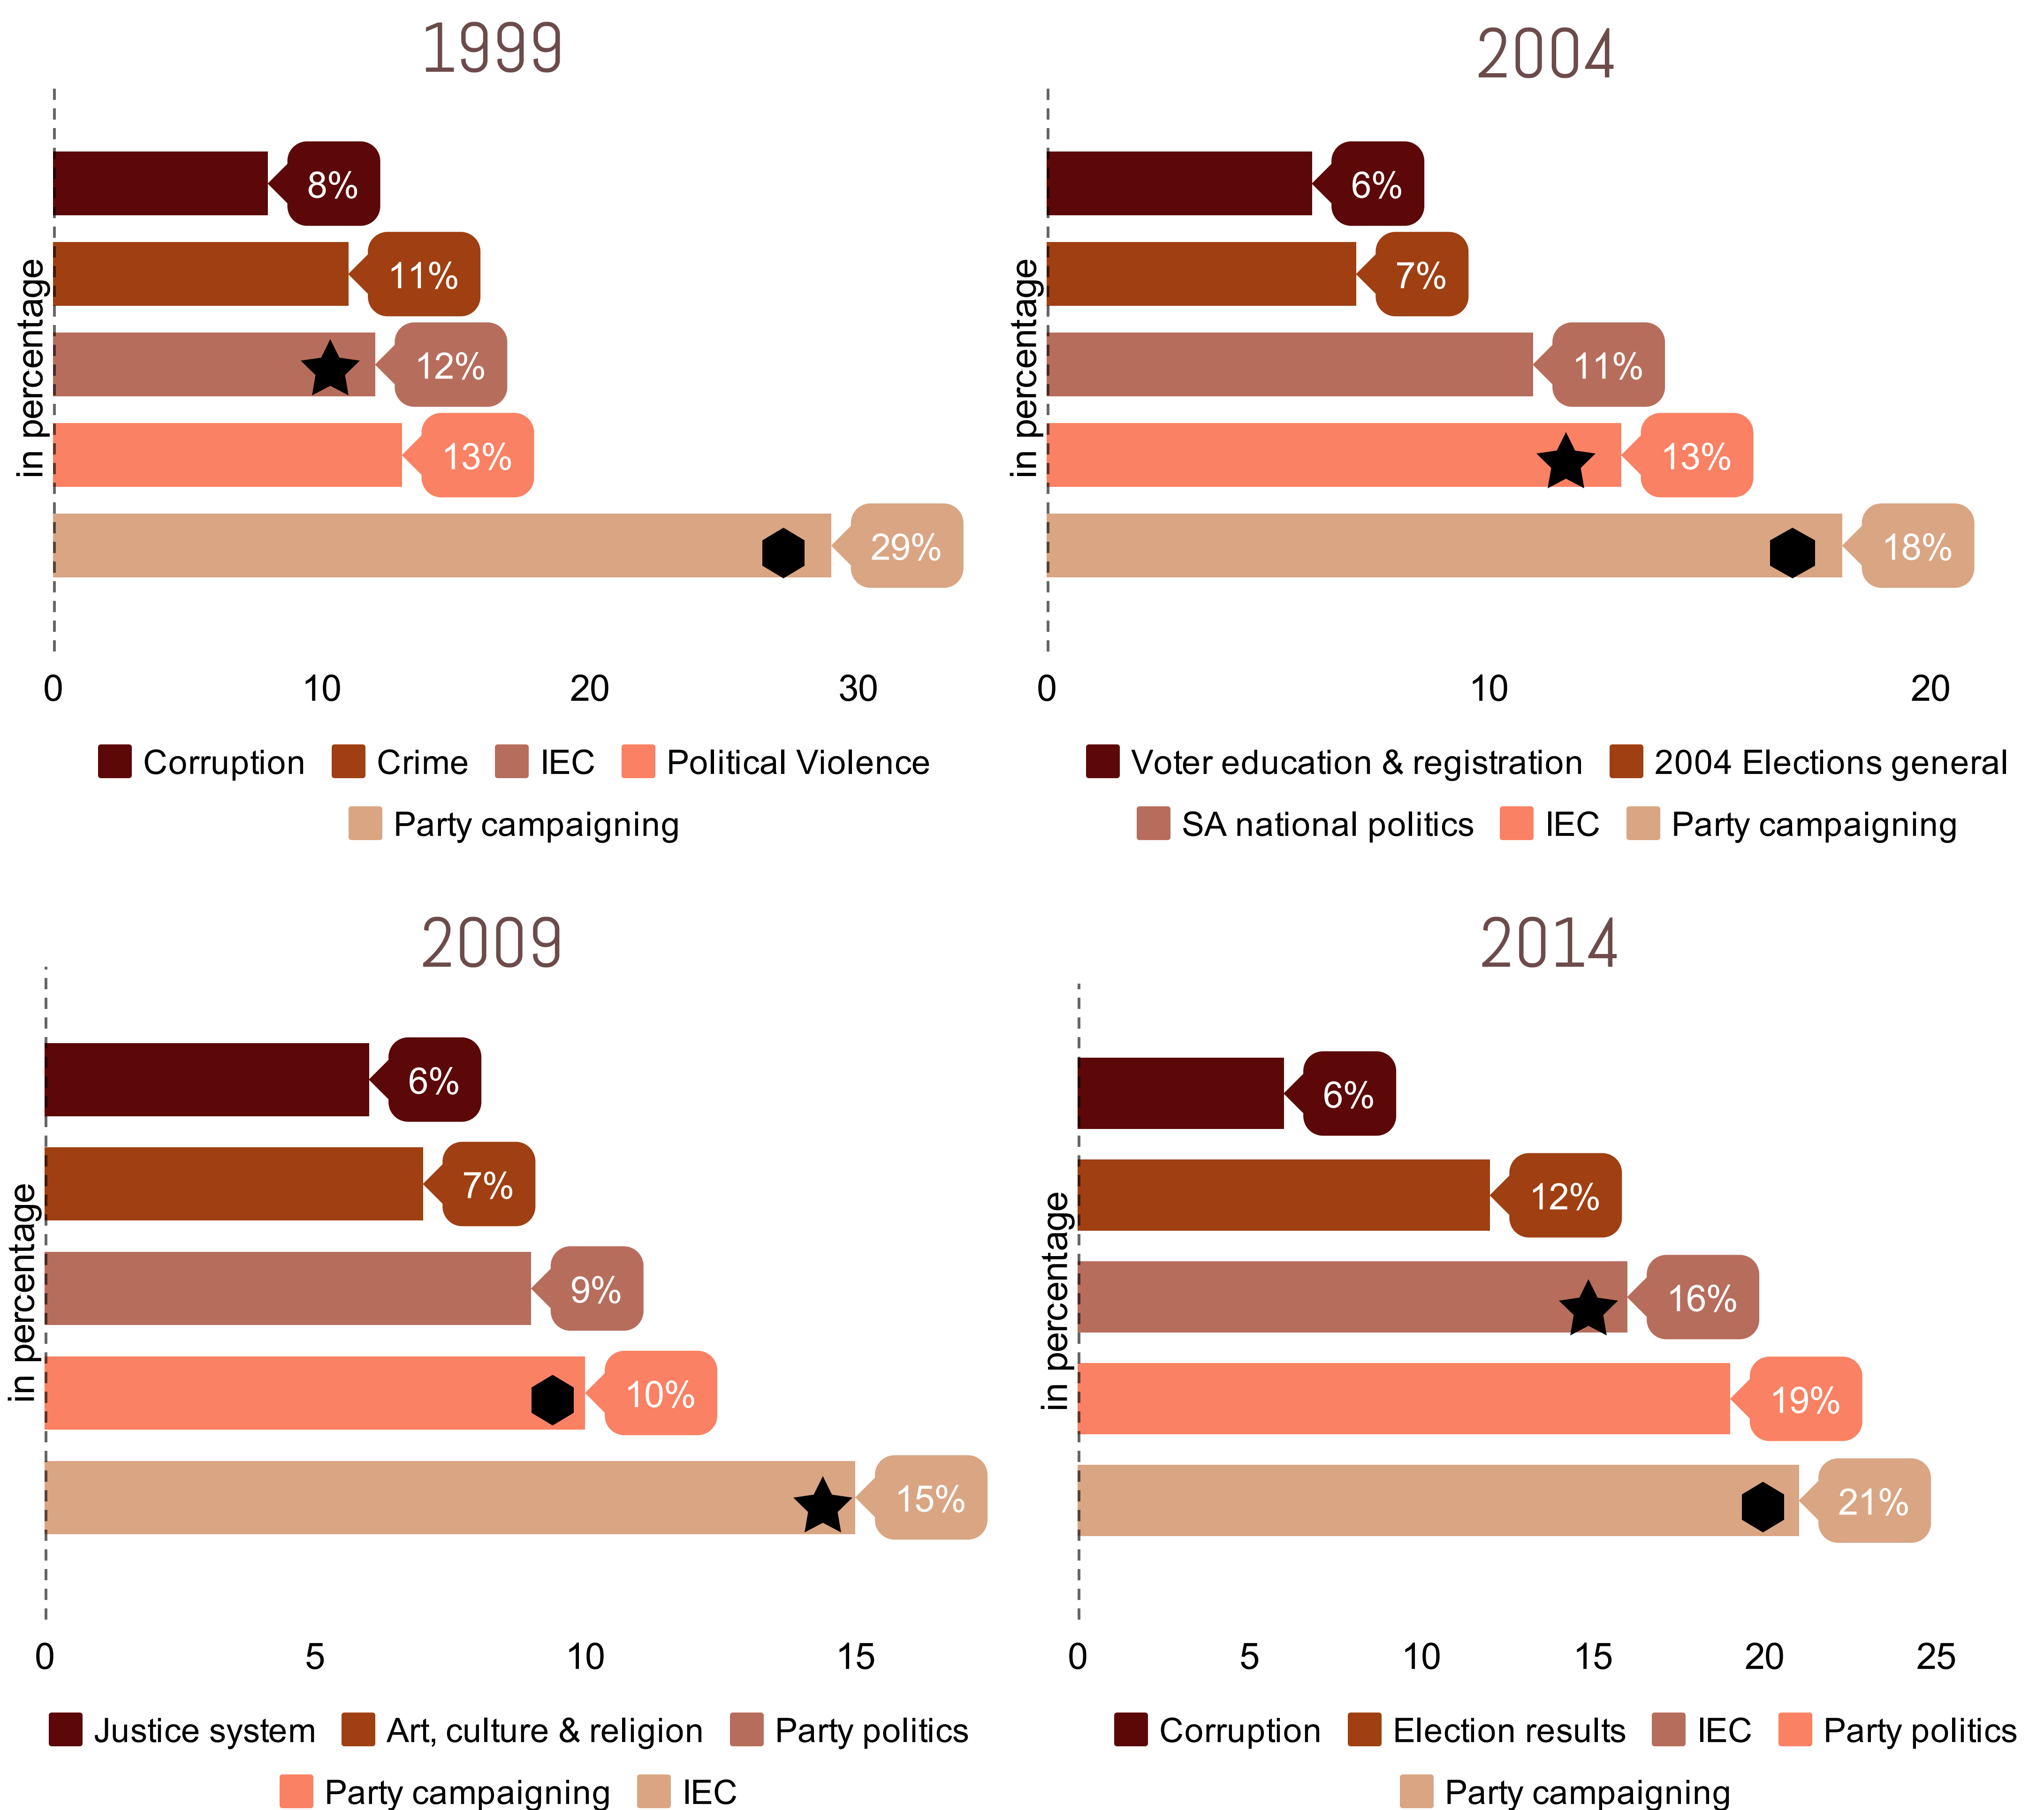 1999
in percentage
8%
11%
12%
13%
29%
0 10 20 30
Corruption Crime IEC Political Violence
Party campaigning
2004
in percentage
6%
7%
11%
13%
18%
0 10 20
Voter education & registration 2004 Elections general
SA national politics IEC Party campaigning
2009
in percentage
6%
7%
9%
10%
15%
0 5 10 15
Justice system Art, culture & religion Party politics
Party campaigning IEC
2014
in percentage
6%
12%
16%
19%
21%
0 5 10 15 20 25
Corruption Election results IEC Party politics
Party campaigning